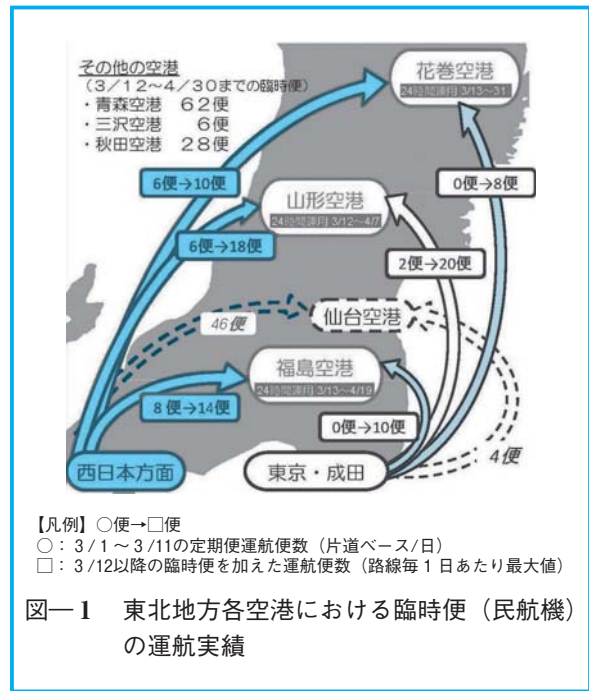 その他の空港
(3/12~4/30までの臨時便)
・青森空港 62便
・三沢空港 6便
・秋田空港 28便
花巻空港
24時間運用 3/13~31
6便→10便
0便→8便
山形空港
24時間運用 3/12~4/7
6便→18便
2便→20便
46便
仙台空港
福島空港
24時間運用 3/13~4/19
8便→14便
0便→10便
4便
西日本方面
東京・成田
【凡例】○便→□便
○:3/1~3/11の定期便運航便数(片道ベース/日)
□:3/12以降の臨時便を加えた運航便数(路線毎1日あたり最大値)
図―1 東北地方各空港における臨時便(民航機)
の運航実績